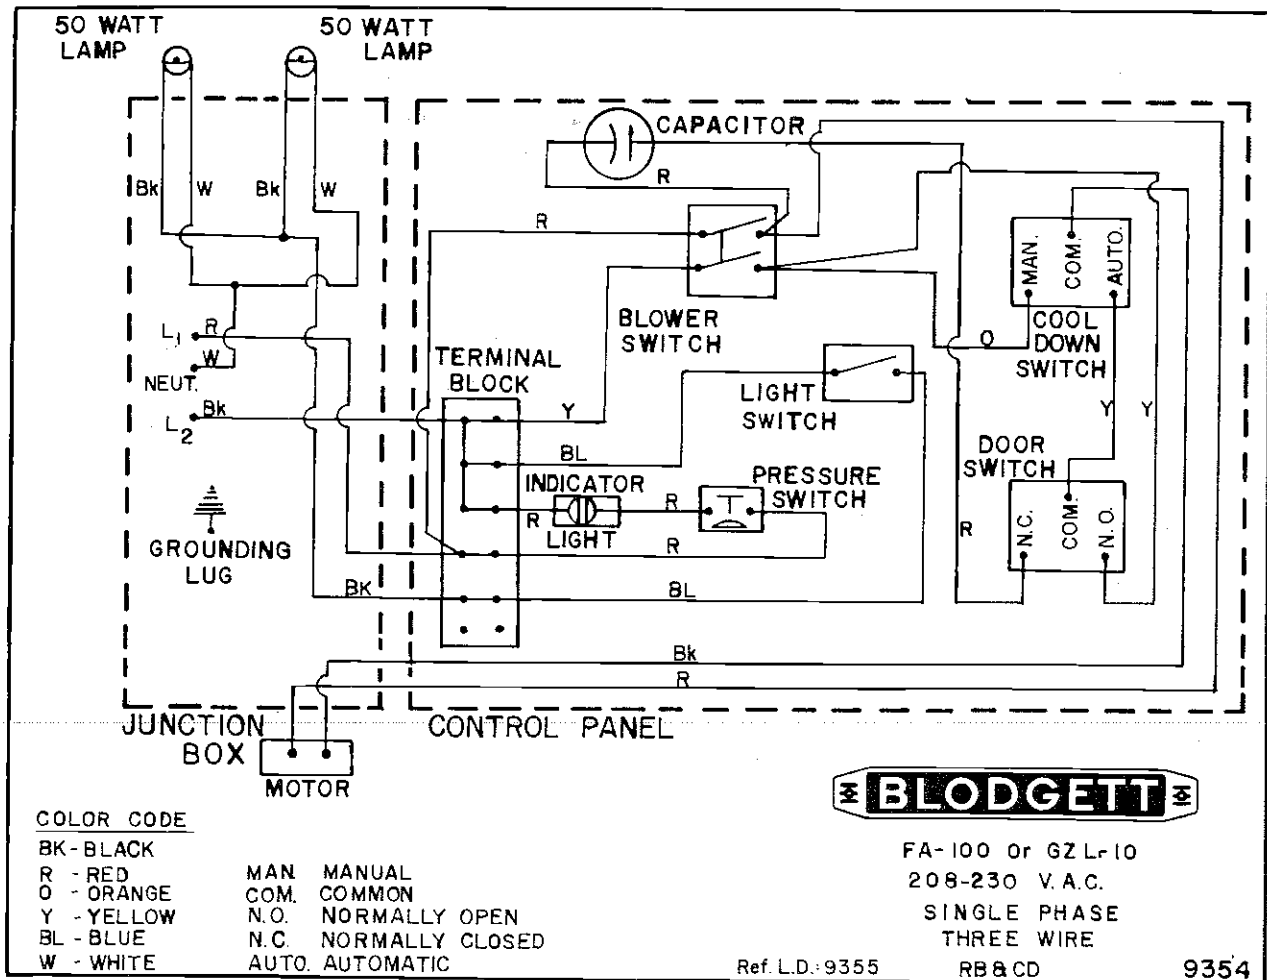 50 WATT
LAMP
50 WATT
LAMP
CAPACITOR
R
Bk
W
Bk
W
R
MAN.
COM.
AUTO.
BLOWER
SWITCH
COOL
DOWN
SWITCH
O
L1
R
W
NEUT.
L2
Bk
TERMINAL
BLOCK
Y
LIGHT
SWITCH
Y
Y
BL
DOOR
SWITCH
INDICATOR
LIGHT
R
R
PRESSURE
SWITCH
N.C.
COM.
N.O.
R
R
GROUNDING
LUG
BK
BL
Bk
R
JUNCTION
BOX
CONTROL PANEL
MOTOR
BLODGETT
COLOR CODE
BK - BLACK
R - RED
O - ORANGE
Y - YELLOW
BL - BLUE
W - WHITE
MAN. MANUAL
COM. COMMON
N.O. NORMALLY OPEN
N.C. NORMALLY CLOSED
AUTO. AUTOMATIC
FA-100 Or GZL-10
208-230 V.A.C.
SINGLE PHASE
THREE WIRE
Ref. L.D.: 9355
RB & CD
9354